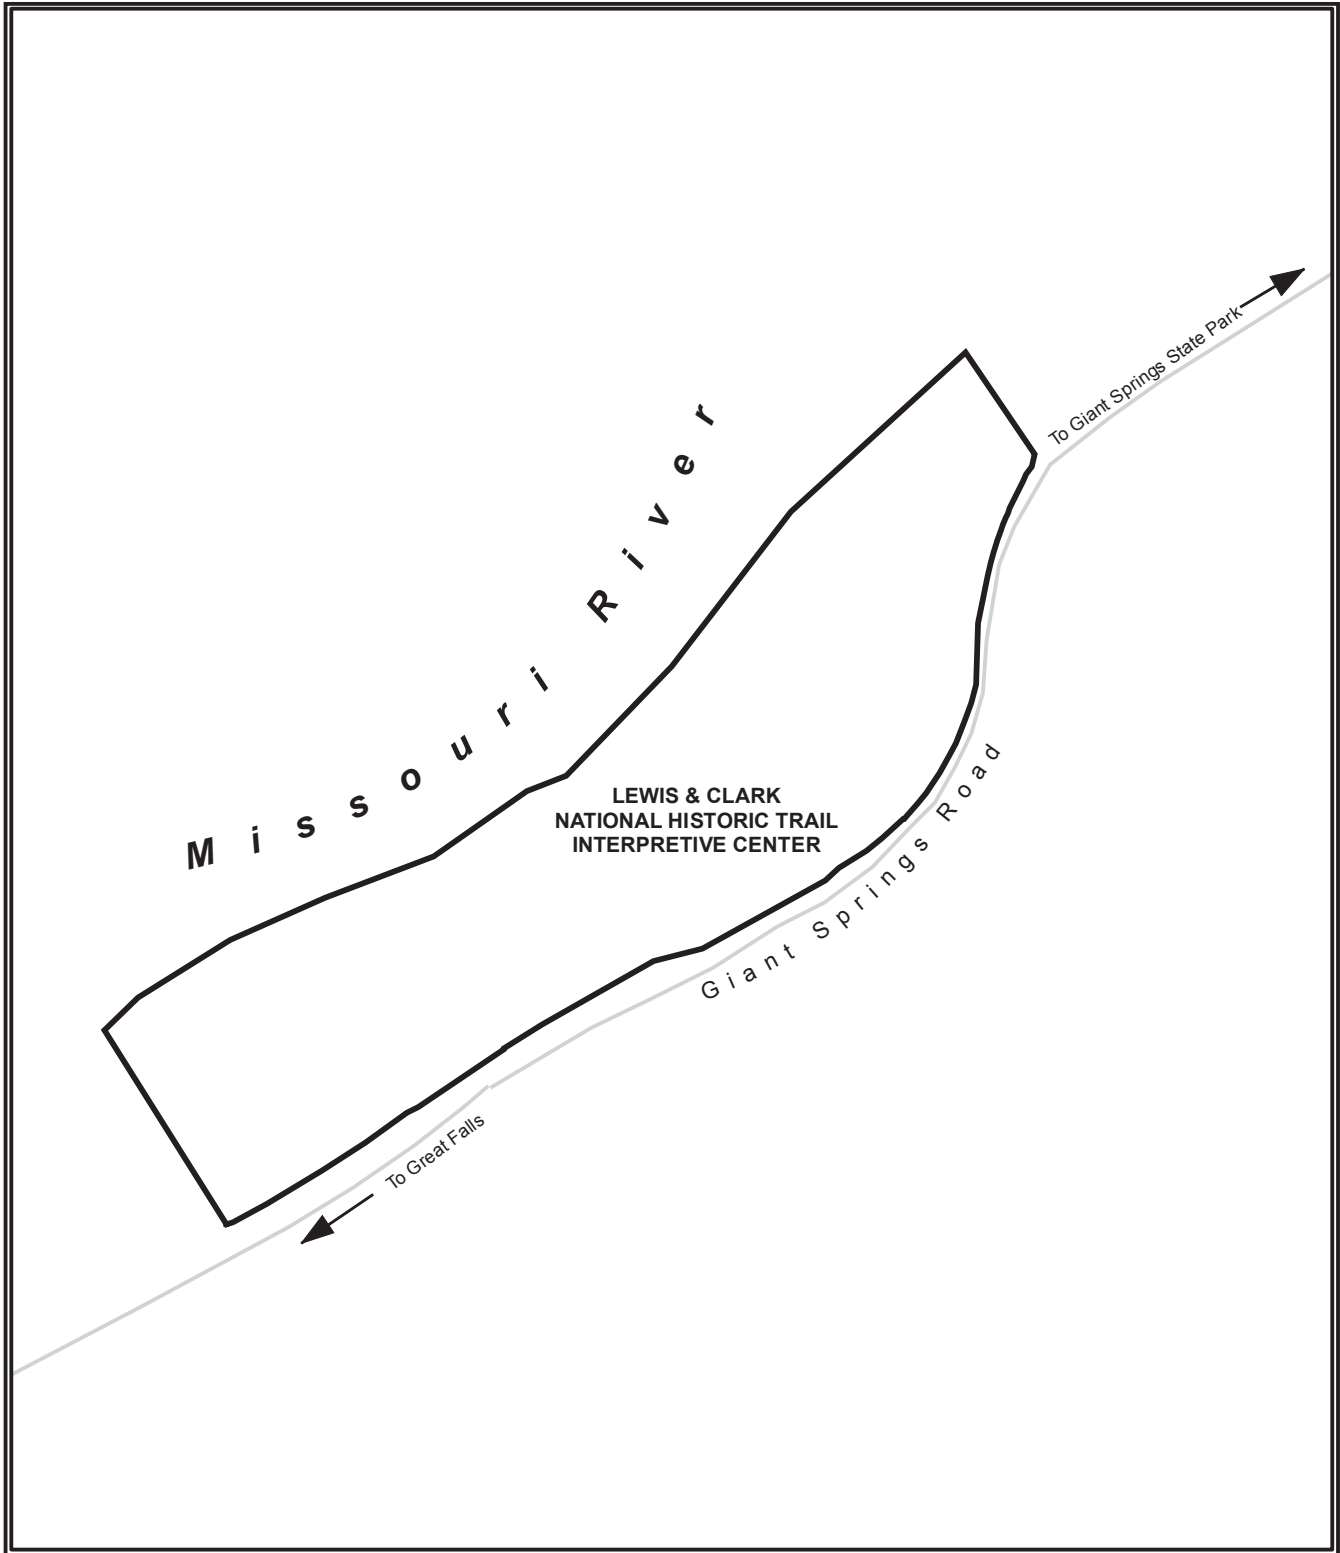 To Giant Springs State Park
Missouri River
LEWIS & CLARK
NATIONAL HISTORIC TRAIL
INTERPRETIVE CENTER
Giant Springs Road
To Great Falls